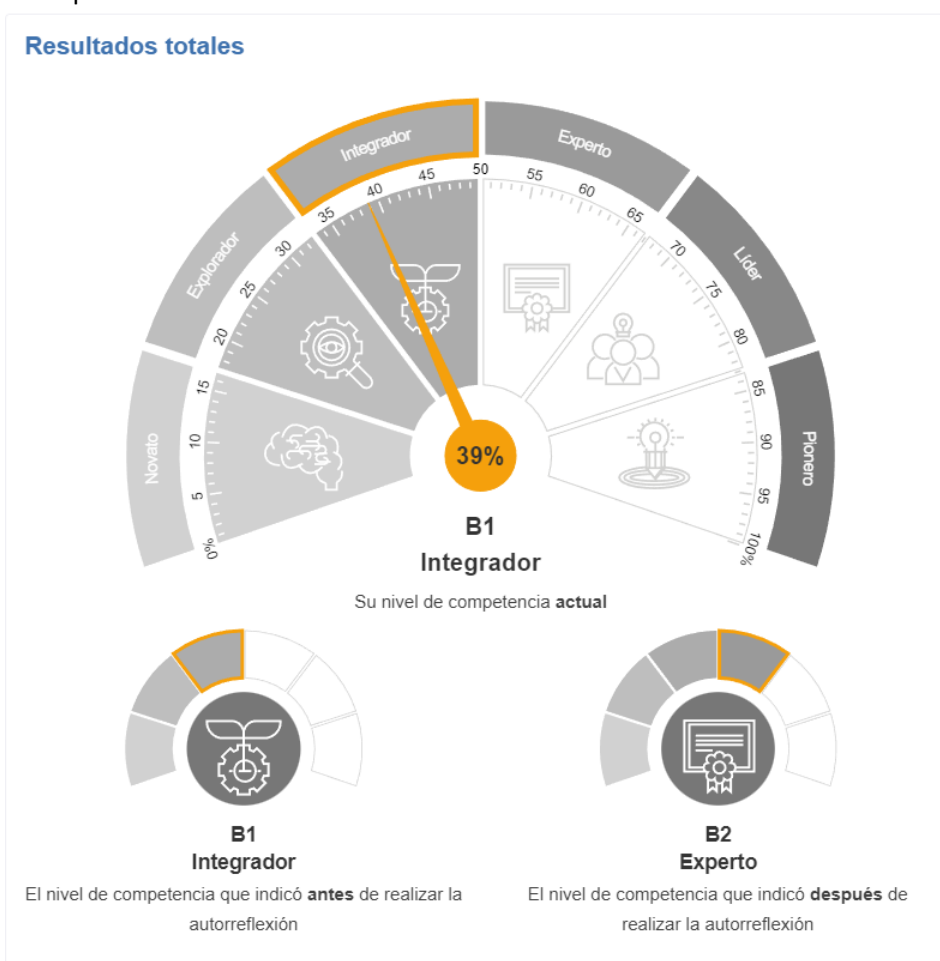 Resultados totales
Novato
Explorador
Integrador
Experto
Líder
Pionero
0%
5
10
15
20
25
30
35
40
45
50
55
60
65
70
75
80
85
90
95
100%
39%
B1
Integrador
Su nivel de competencia actual
B1
Integrador
El nivel de competencia que indicó antes de realizar la
autorreflexión
B2
Experto
El nivel de competencia que indicó después de
realizar la autorreflexión